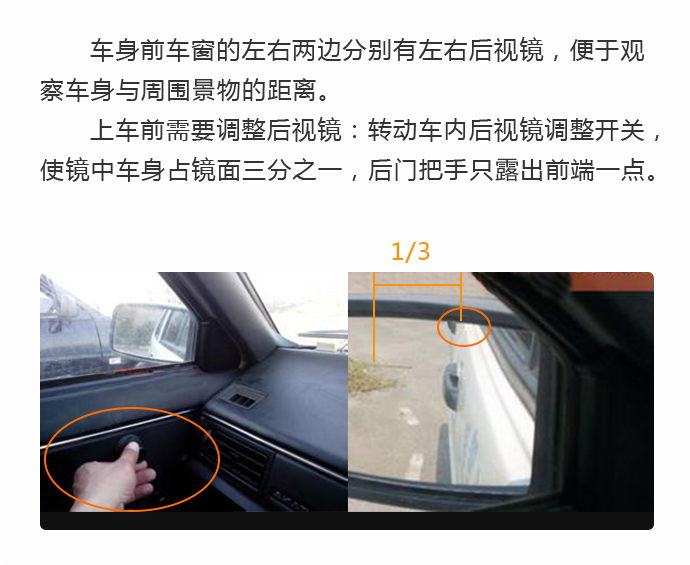 车身前车窗的左右两边分别有左右后视镜，便于观
察车身与周围景物的距离。
上车前需要调整后视镜：转动车内后视镜调整开关，
使镜中车身占镜面三分之一，后门把手只露出前端一点。
1/3